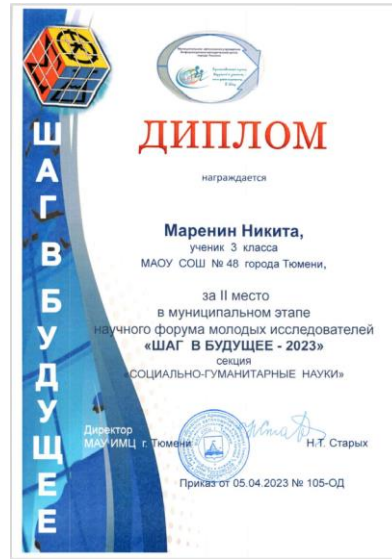 ШАГ В БУДУЩЕЕ
ДИПЛОМ
награждается
Маренин Никита,
ученик 3 класса
МАОУ СОШ № 48 города Тюмени,
за II место
в муниципальном этапе
научного форума молодых исследователей
«ШАГ В БУДУЩЕЕ - 2023»
секция
«СОЦИАЛЬНО-ГУМАНИТАРНЫЕ НАУКИ»
Директор
МАУ ИМЦ г. Тюмени
Н.Т. Старых
Приказ от 05.04.2023 № 105-ОД